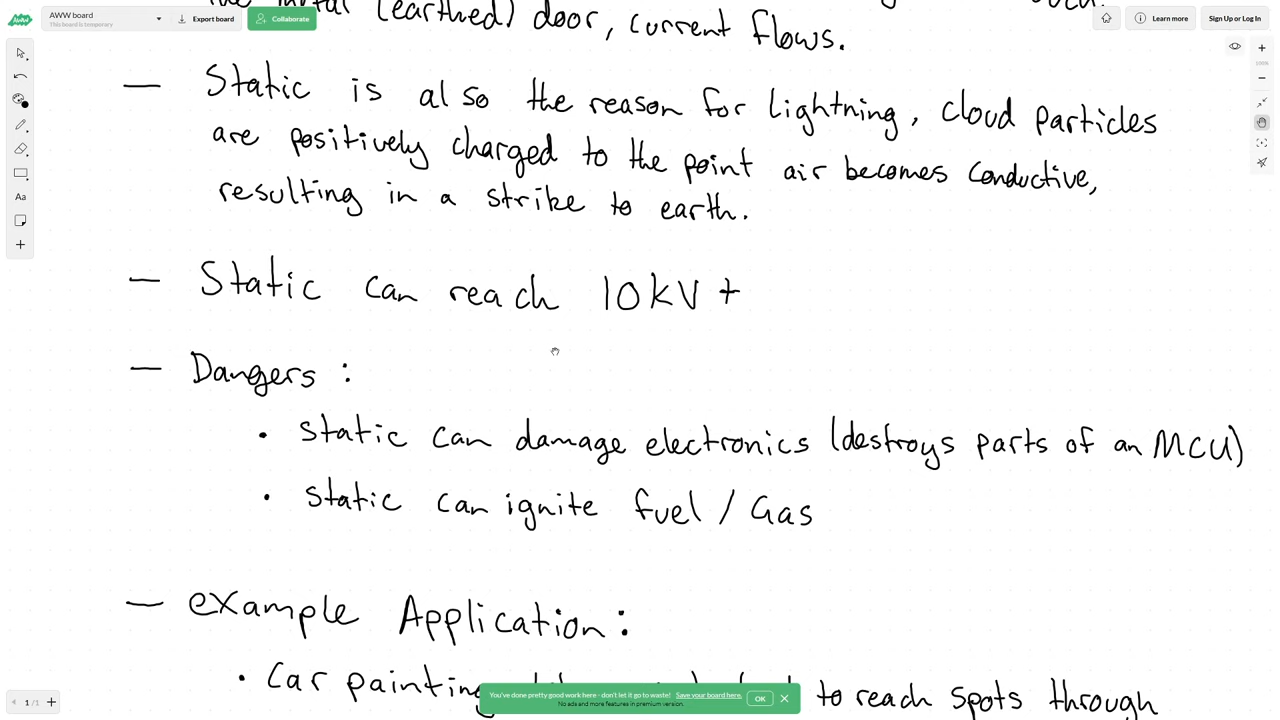 AWW board
This board is temporary
Export board
Collaborate
Learn more
Sign Up or Log In
(earthed) door, current flows.
— Static is also the reason for lightning, cloud particles
are positively charged to the point air becomes conductive,
resulting in a strike to earth.
— Static can reach 10kV+
— Dangers:
• static can damage electronics (destroys parts of an MCU)
• static can ignite fuel / Gas
— example Application:
• Car painting
to reach spots through
You've done pretty good work here - don't let it go to waste! Save your board here.
No ads and more features in premium version.
OK
Aa
100%
1 / 1